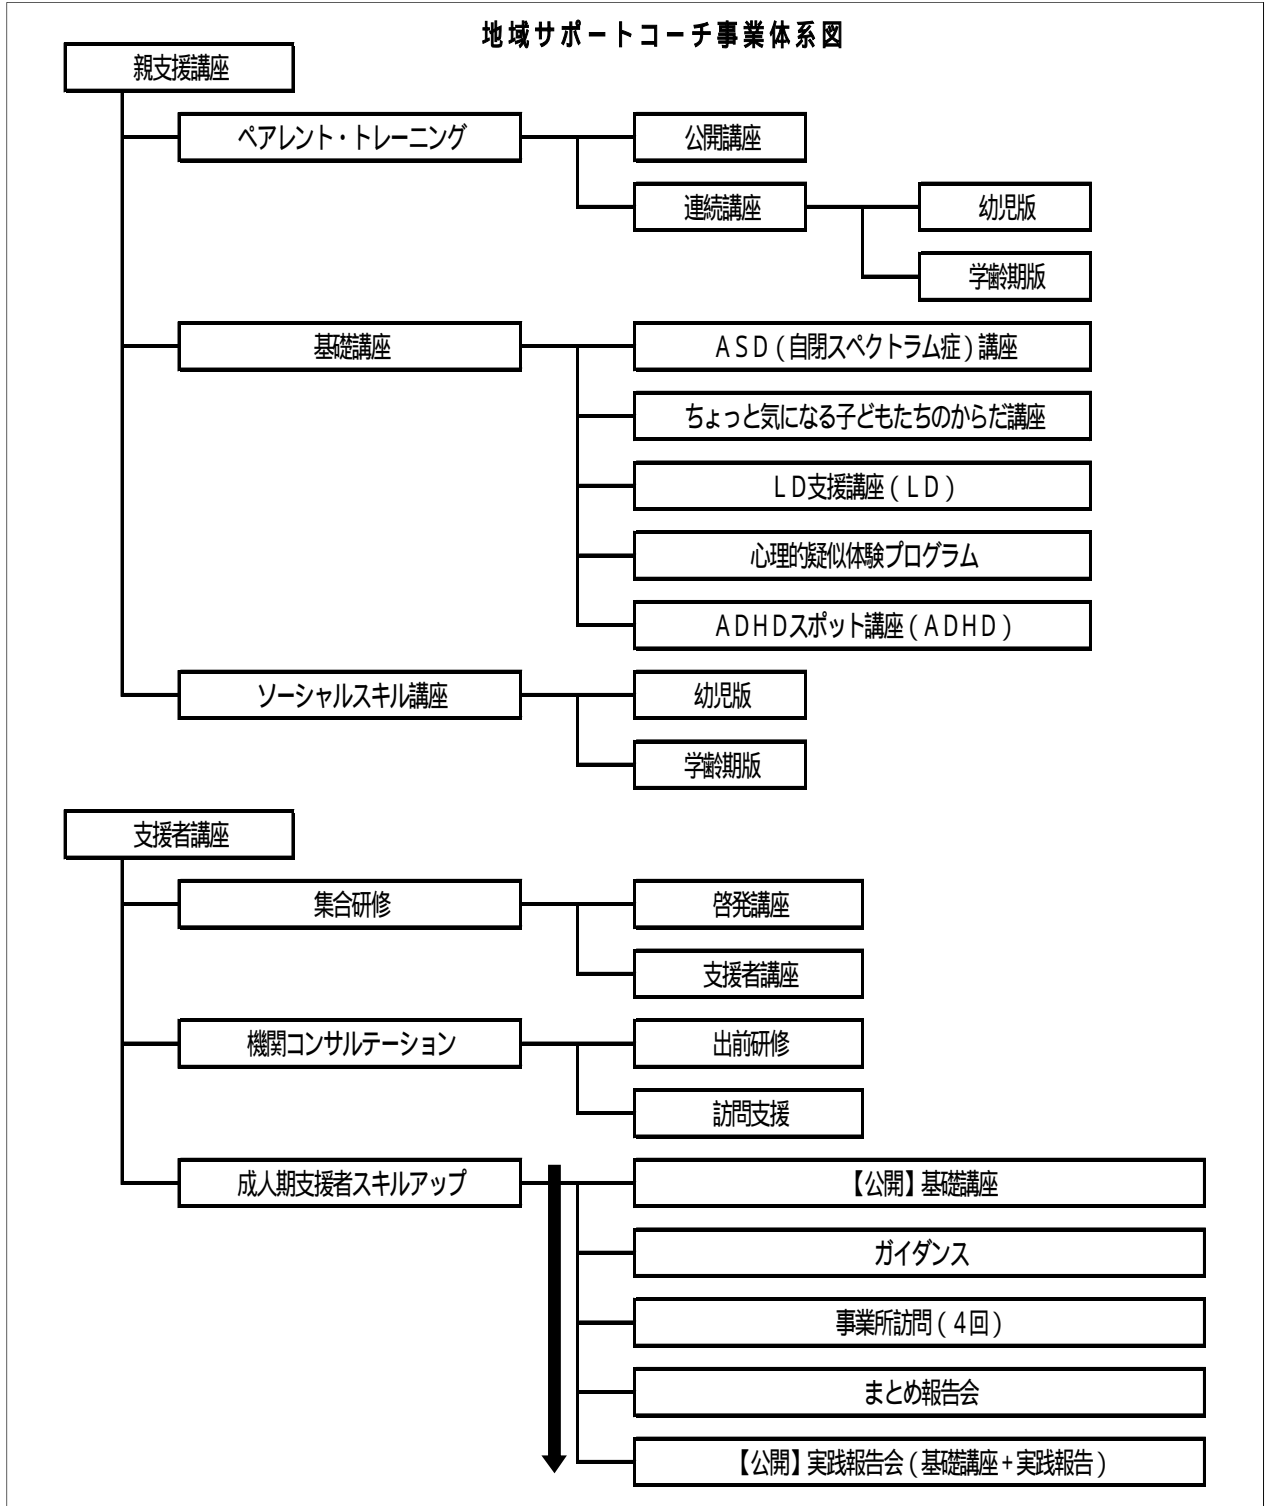 地域サポートコーチ事業体系図
親支援講座
ペアレント・トレーニング
公開講座
連続講座
幼児版
学齢期版
基礎講座
ＡＳＤ（自閉スペクトラム症）講座
ちょっと気になる子どもたちのからだ講座
ＬＤ支援講座（ＬＤ）
心理的疑似体験プログラム
ＡＤＨＤスポット講座（ＡＤＨＤ）
ソーシャルスキル講座
幼児版
学齢期版
支援者講座
集合研修
啓発講座
支援者講座
機関コンサルテーション
出前研修
訪問支援
成人期支援者スキルアップ
【公開】基礎講座
ガイダンス
事業所訪問（４回）
まとめ報告会
【公開】実践報告会（基礎講座＋実践報告）